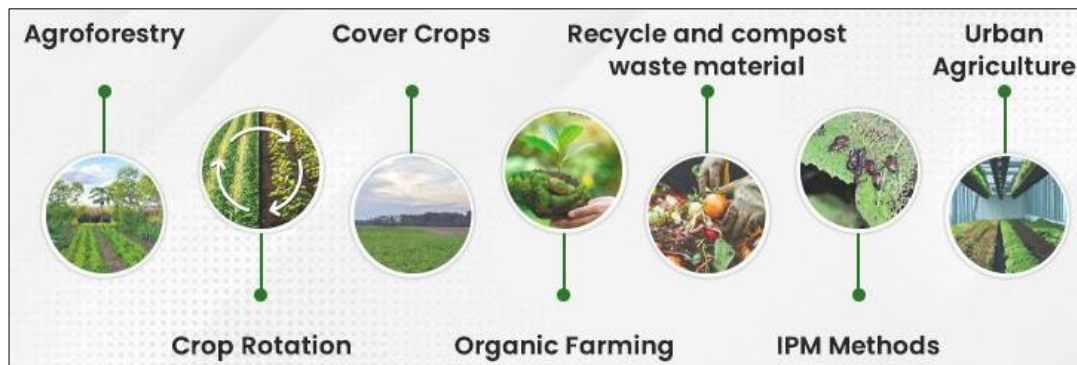 Agroforestry
Cover Crops
Recycle and compost
waste material
Urban
Agriculture
Crop Rotation
Organic Farming
IPM Methods